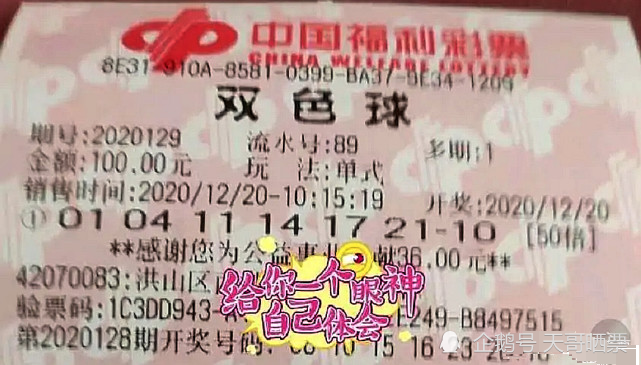 中国福利彩票
CHINA WELFARE LOTTERY
8E31-910A-8581-0399-BA37-9E34-1209
双色球
期号:2020129 流水号:89 多期:1
金额:100.00元 玩法:单式
销售时间:2020/12/20-10:15:19 开奖:2020/12/20
① 01 04 11 14 17 21-10 [50倍]
**感谢您为公益事业 献36.00元**
42070083:洪山区
给你一个眼神
自己体会
验票码:1C3DD943- E249-B8497515
第2020128期开奖号码: 10 15 16 23
企鹅号 天哥晒票